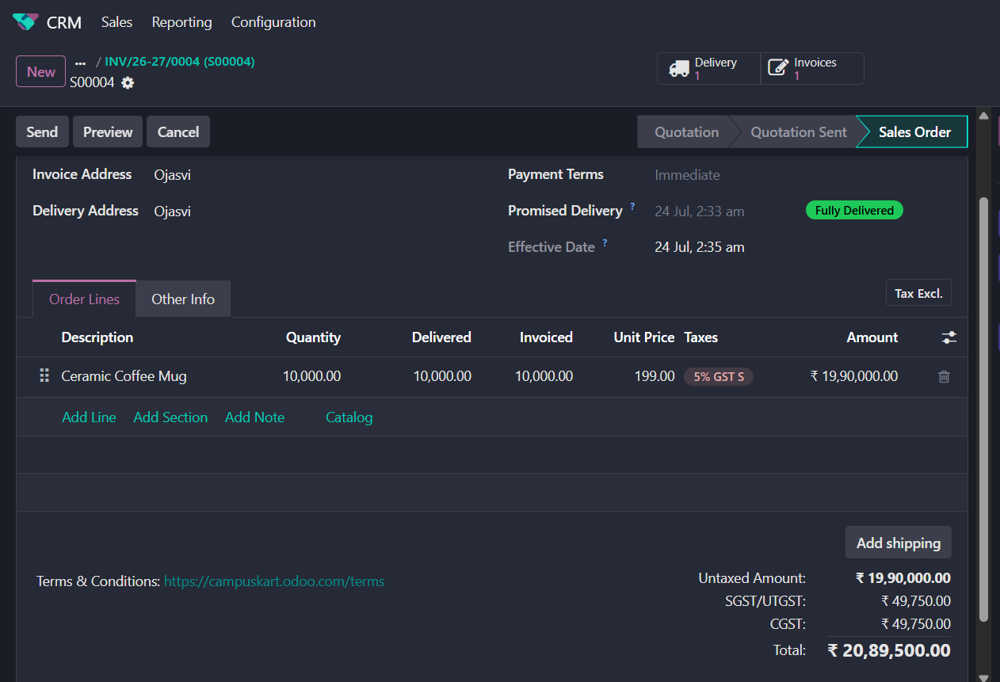 CRM Sales Reporting Configuration
New ... / INV/26-27/0004 (S00004)
S00004
Delivery 1
Invoices 1
Send Preview Cancel
Quotation Quotation Sent Sales Order
Invoice Address Ojasvi
Payment Terms Immediate
Delivery Address Ojasvi
Promised Delivery ? 24 Jul, 2:33 am Fully Delivered
Effective Date ? 24 Jul, 2:35 am
Order Lines Other Info Tax Excl.
Description Quantity Delivered Invoiced Unit Price Taxes Amount
Ceramic Coffee Mug 10,000.00 10,000.00 10,000.00 199.00 5% GST S ₹ 19,90,000.00
Add Line Add Section Add Note Catalog
Add shipping
Terms & Conditions: https://campuskart.odoo.com/terms
Untaxed Amount: ₹ 19,90,000.00
SGST/UTGST: ₹ 49,750.00
CGST: ₹ 49,750.00
Total: ₹ 20,89,500.00